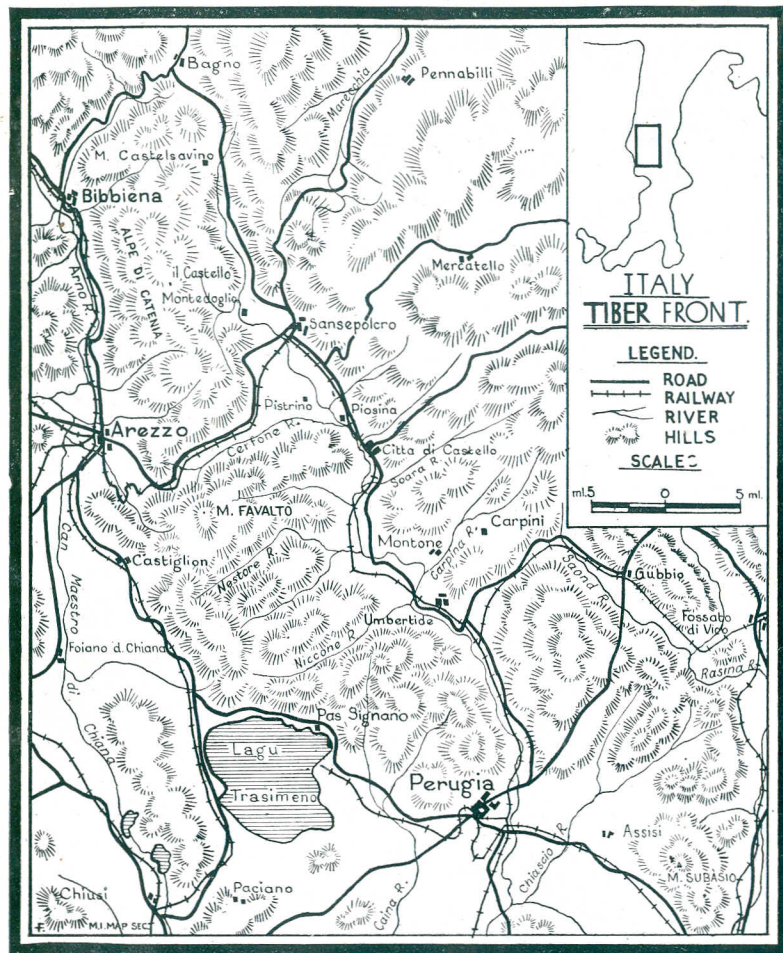 Bagno
Pennabilli
Marecchia
M. Castelsavino
Bibbiena
ALPE DI CATENIA
Arno R.
il Castello
Montedoglio
Mercatello
Sansepolcro
ITALY
TIBER FRONT.
LEGEND.
ROAD
RAILWAY
RIVER
HILLS
SCALES
ml.5 0 5 ml.
Pistrino
Piosina
Arezzo
Cerfone R.
Citta di Castello
Soara R.
M. FAVALTO
Carpini
Carpina R.
Montone
Castiglion
Can Maestro di Chiana
Nestore R.
Saond R.
Gubbio
Umbertide
Fossato di Vico
Niccone R.
Foiano d. Chiana
Rasina R.
Pas Signano
Lagu
Trasimeno
Perugia
Assisi
Chiascio R.
M. SUBASIO
Chiusi
Paciano
Caina R.
F. M.I. MAP SECT